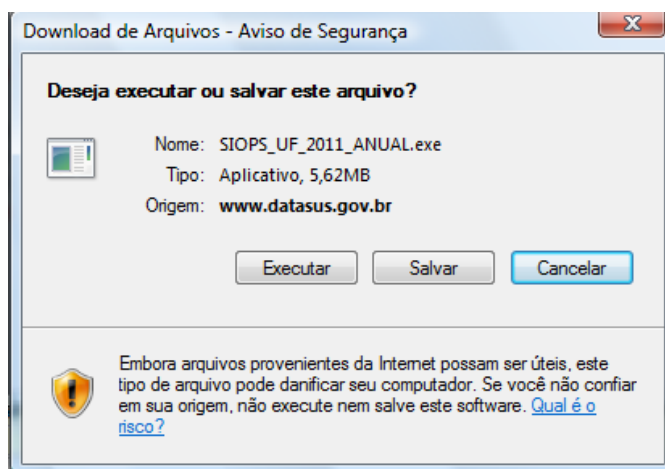 Download de Arquivos - Aviso de Segurança
Deseja executar ou salvar este arquivo?
Nome: SIOPS_UF_2011_ANUAL.exe
Tipo: Aplicativo, 5,62MB
Origem: www.datasus.gov.br
Executar Salvar Cancelar
Embora arquivos provenientes da Internet possam ser úteis, este
tipo de arquivo pode danificar seu computador. Se você não confiar
em sua origem, não execute nem salve este software. Qual é o
risco?